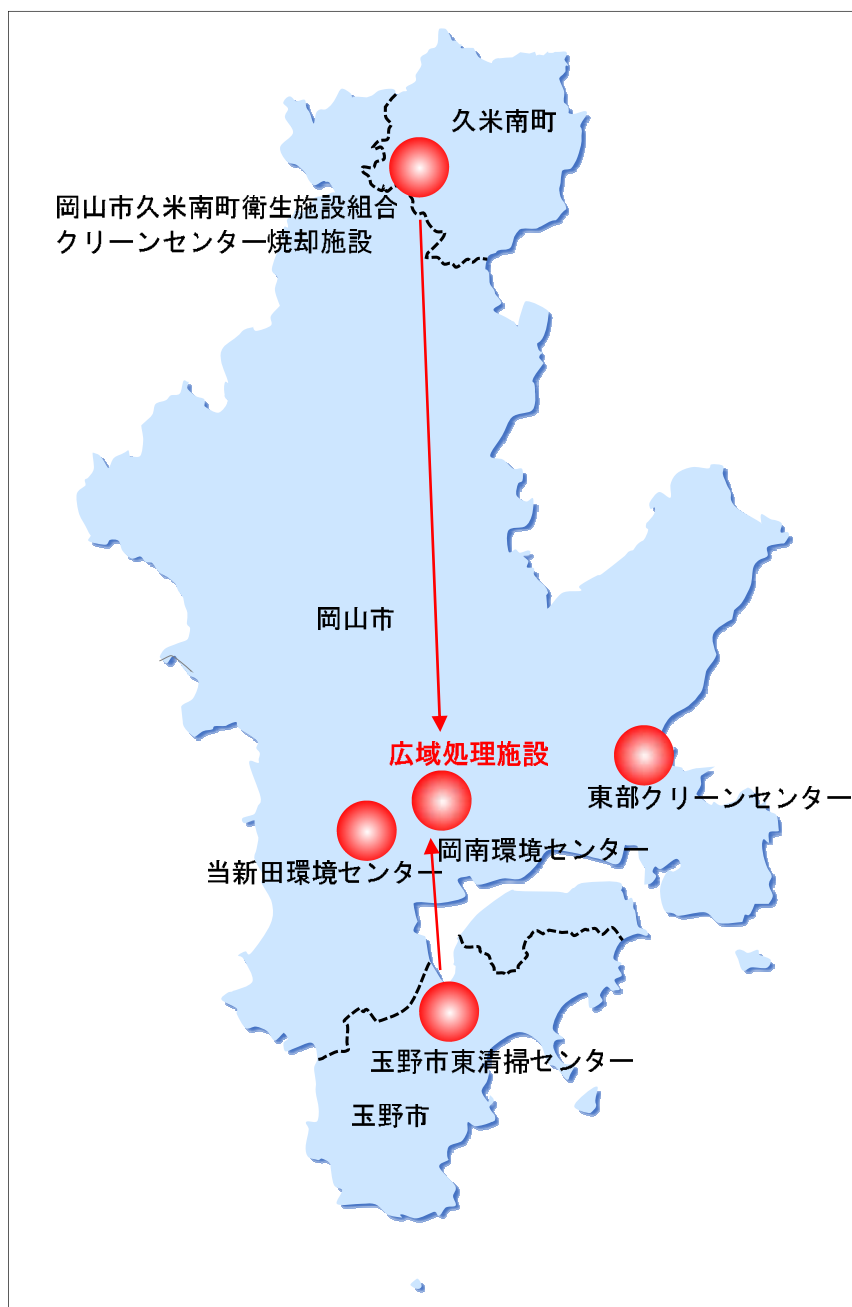 久米南町
岡山市久米南町衛生施設組合
クリーンセンター焼却施設
岡山市
広域処理施設
東部クリーンセンター
岡南環境センター
当新田環境センター
玉野市東清掃センター
玉野市